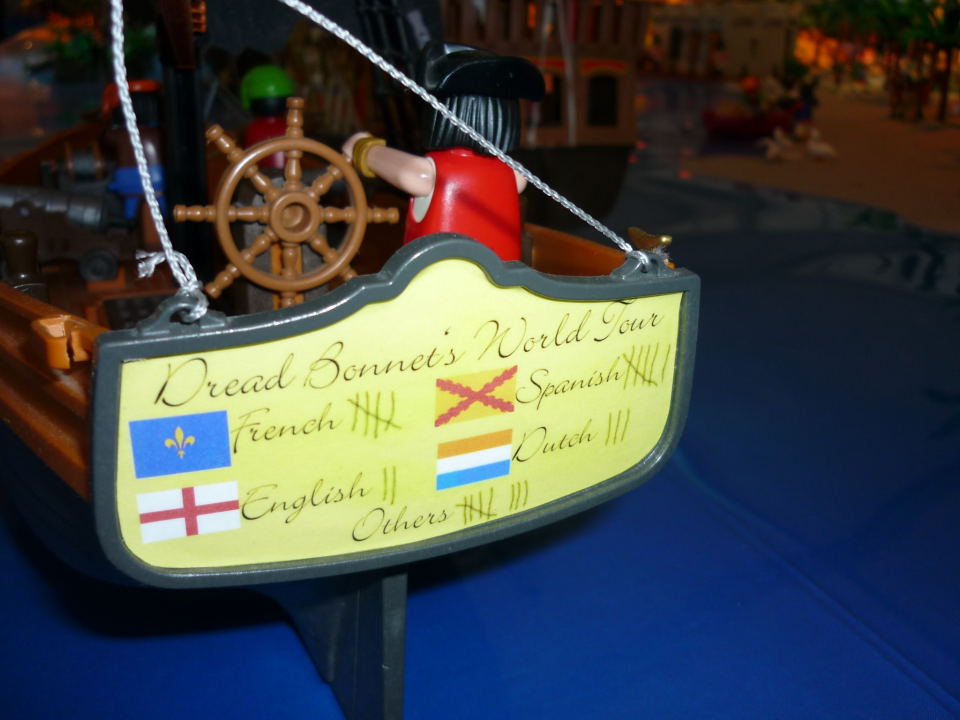 Dread Bonnet's World Tour
French 𝍸
Spanish 𝍸 |
English ||
Dutch |||
Others 𝍸 |||